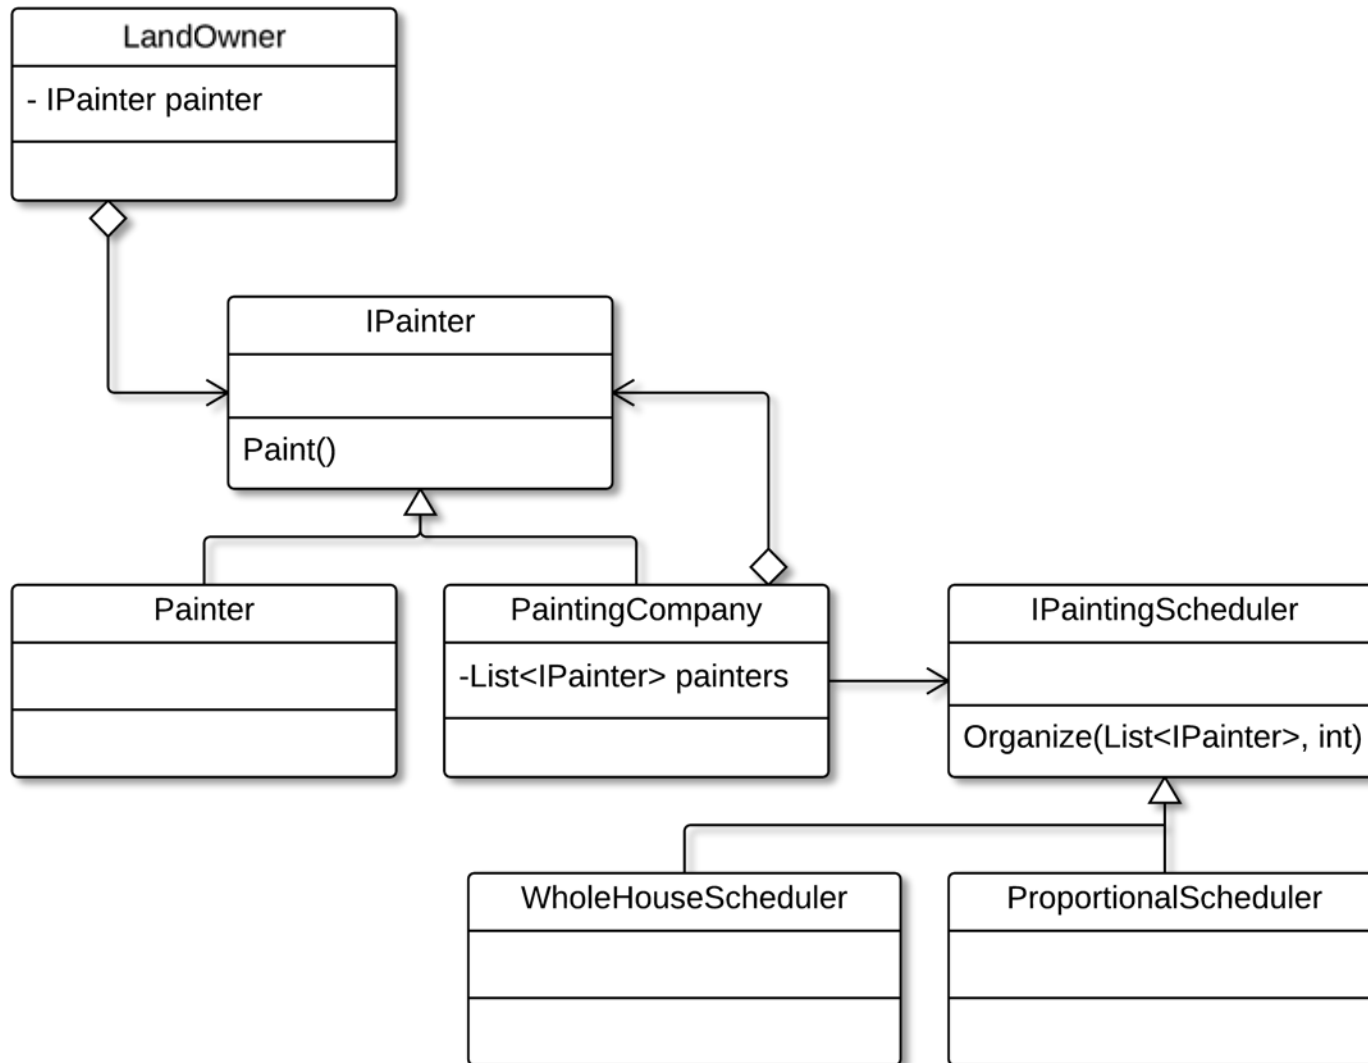 LandOwner
- IPainter painter
IPainter
Paint()
Painter
PaintingCompany
-List<IPainter> painters
IPaintingScheduler
Organize(List<IPainter>, int)
WholeHouseScheduler
ProportionalScheduler